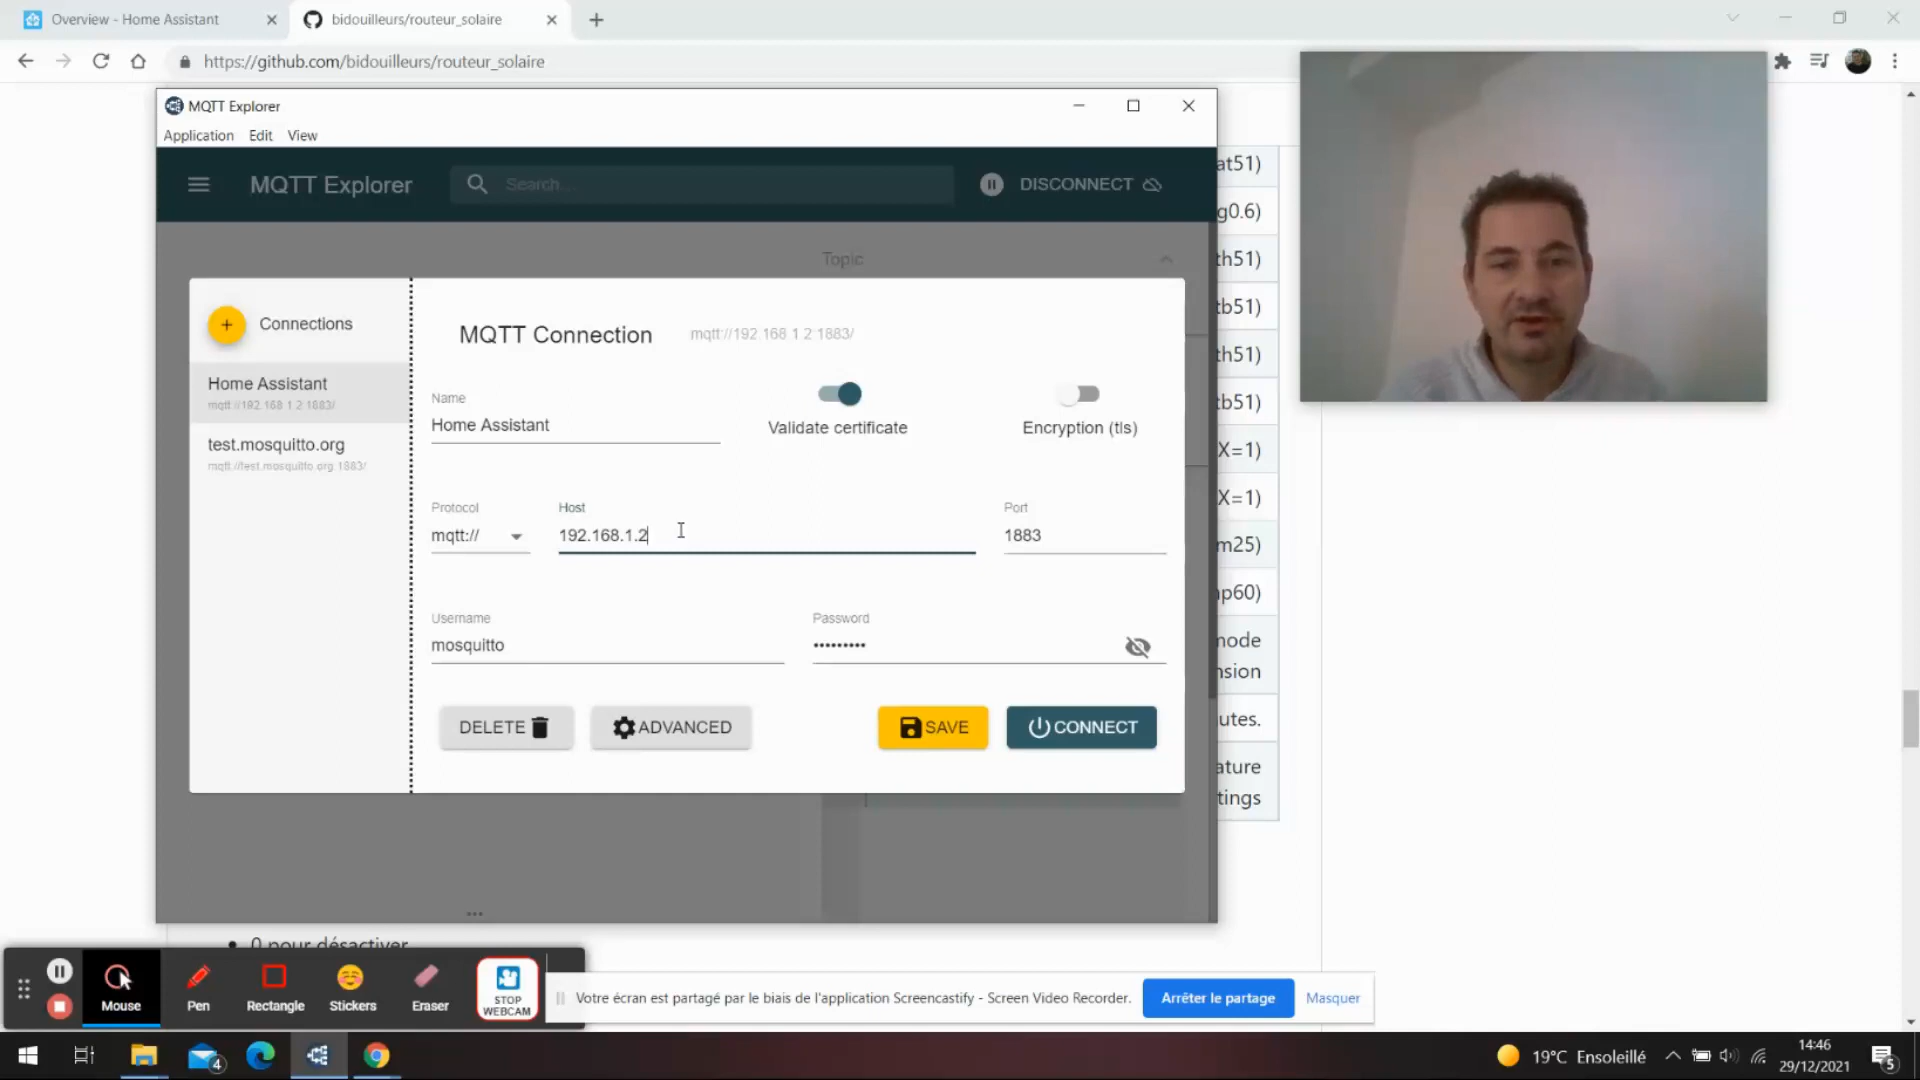 Overview - Home Assistant
bidouilleurs/routeur_solaire
https://github.com/bidouilleurs/routeur_solaire
MQTT Explorer
Application Edit View
MQTT Explorer
Search...
DISCONNECT
Topic
at51)
g0.6)
th51)
tb51)
th51)
tb51)
X=1)
X=1)
m25)
np60)
mode
nsion
utes.
ature
tings
Connections
Home Assistant
mqtt://192.168.1.2:1883/
test.mosquitto.org
mqtt://test.mosquitto.org:1883/
MQTT Connection
mqtt://192.168.1.2:1883/
Name
Home Assistant
Validate certificate
Encryption (tls)
Protocol
mqtt://
Host
192.168.1.2
Port
1883
Username
mosquitto
Password
•••••••••
DELETE
ADVANCED
SAVE
CONNECT
0 pour désactiver
Mouse
Pen
Rectangle
Stickers
Eraser
STOP
WEBCAM
Votre écran est partagé par le biais de l'application Screencastify - Screen Video Recorder.
Arrêter le partage
Masquer
4
19°C Ensoleillé
14:46
29/12/2021
5